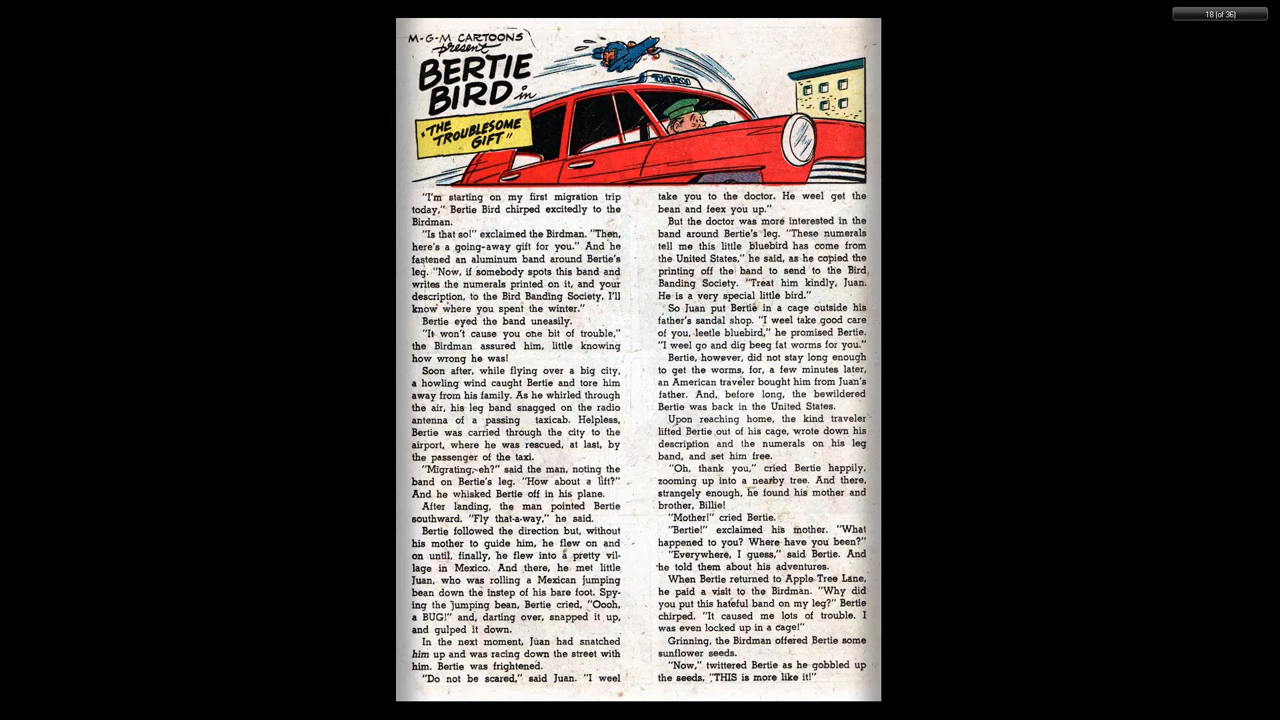 18 (of 36)
M-G-M CARTOONS
present
BERTIE
BIRD in
"THE
TROUBLESOME
GIFT"
TAXI
"I'm starting on my first migration trip
today," Bertie Bird chirped excitedly to the
Birdman.
"Is that so!" exclaimed the Birdman. "Then,
here's a going-away gift for you." And he
fastened an aluminum band around Bertie's
leg. "Now, if somebody spots this band and
writes the numerals printed on it, and your
description, to the Bird Banding Society, I'll
know where you spent the winter."
Bertie eyed the band uneasily.
"It won't cause you one bit of trouble,"
the Birdman assured him, little knowing
how wrong he was!
Soon after, while flying over a big city,
a howling wind caught Bertie and tore him
away from his family. As he whirled through
the air, his leg band snagged on the radio
antenna of a passing taxicab. Helpless,
Bertie was carried through the city to the
airport, where he was rescued, at last, by
the passenger of the taxi.
"Migrating, eh?" said the man, noting the
band on Bertie's leg. "How about a lift?"
And he whisked Bertie off in his plane.
After landing, the man pointed Bertie
southward. "Fly that-a-way," he said.
Bertie followed the direction but, without
his mother to guide him, he flew on and
on until, finally, he flew into a pretty vil-
lage in Mexico. And there, he met little
Juan, who was rolling a Mexican jumping
bean down the instep of his bare foot. Spy-
ing the jumping bean, Bertie cried, "Oooh,
a BUG!" and, darting over, snapped it up,
and gulped it down.
In the next moment, Juan had snatched
him up and was racing down the street with
him. Bertie was frightened.
"Do not be scared," said Juan. "I weel
take you to the doctor. He weel get the
bean and feex you up."
But the doctor was more interested in the
band around Bertie's leg. "These numerals
tell me this little bluebird has come from
the United States," he said, as he copied the
printing off the band to send to the Bird
Banding Society. "Treat him kindly, Juan.
He is a very special little bird."
So Juan put Bertie in a cage outside his
father's sandal shop. "I weel take good care
of you, leetle bluebird," he promised Bertie.
"I weel go and dig beeg fat worms for you."
Bertie, however, did not stay long enough
to get the worms, for, a few minutes later,
an American traveler bought him from Juan's
father. And, before long, the bewildered
Bertie was back in the United States.
Upon reaching home, the kind traveler
lifted Bertie out of his cage, wrote down his
description and the numerals on his leg
band, and set him free.
"Oh, thank you," cried Bertie happily,
zooming up into a nearby tree. And there,
strangely enough, he found his mother and
brother, Billie!
"Mother!" cried Bertie.
"Bertie!" exclaimed his mother. "What
happened to you? Where have you been?"
"Everywhere, I guess," said Bertie. And
he told them about his adventures.
When Bertie returned to Apple Tree Lane,
he paid a visit to the Birdman. "Why did
you put this hateful band on my leg?" Bertie
chirped. "It caused me lots of trouble. I
was even locked up in a cage!"
Grinning, the Birdman offered Bertie some
sunflower seeds.
"Now," twittered Bertie as he gobbled up
the seeds, "THIS is more like it!"